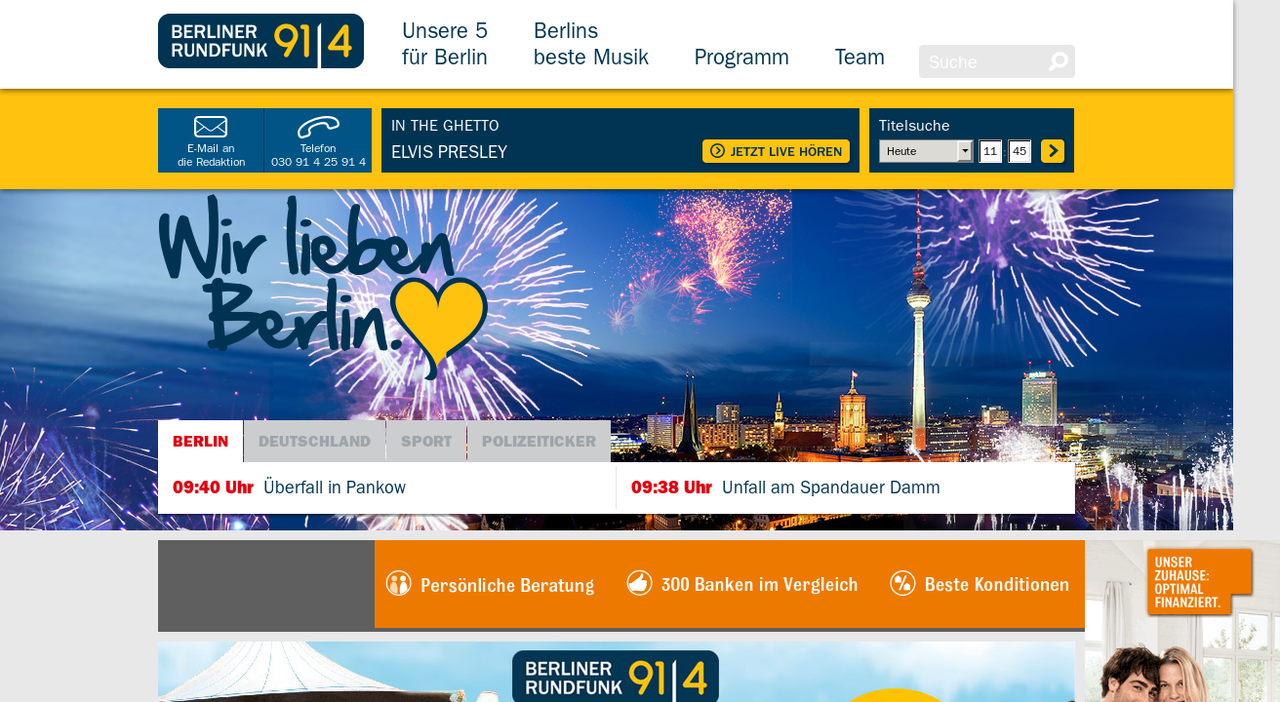 BERLINER
RUNDFUNK 91|4
Unsere 5
für Berlin
Berlins
beste Musik
Programm
Team
Suche
E-Mail an
die Redaktion
Telefon
030 91 4 25 91 4
IN THE GHETTO
ELVIS PRESLEY
JETZT LIVE HÖREN
Titelsuche
Heute
11 : 45
Wir lieben
Berlin.
BERLIN
DEUTSCHLAND
SPORT
POLIZEITICKER
09:40 Uhr Überfall in Pankow
09:38 Uhr Unfall am Spandauer Damm
Persönliche Beratung
300 Banken im Vergleich
Beste Konditionen
UNSER
ZUHAUSE:
OPTIMAL
FINANZIERT.
BERLINER
RUNDFUNK 91|4